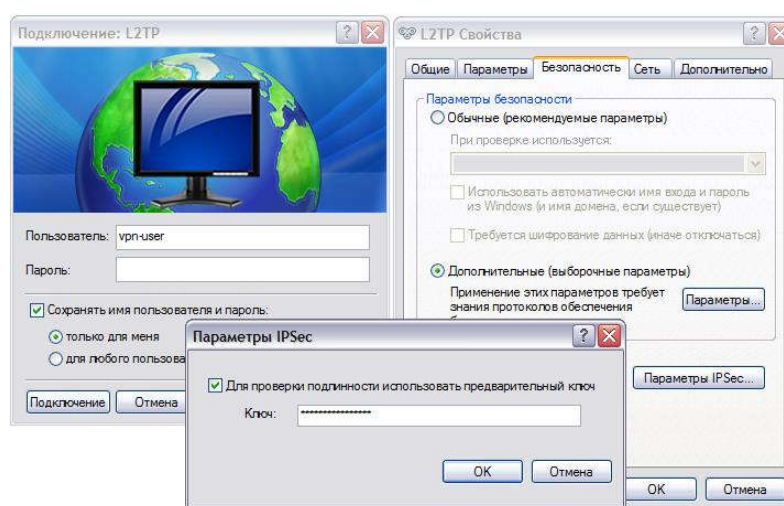 Подключение: L2TP
Пользователь: vpn-user
Пароль:
Сохранять имя пользователя и пароль:
только для меня
для любого
Подключение Отмена
L2TP Свойства
Общие Параметры Безопасность Сеть Дополнительно
Параметры безопасности
Обычные (рекомендуемые параметры)
При проверке используется:
Использовать автоматически имя входа и пароль
из Windows (и имя домена, если существует)
Требуется шифрование данных (иначе отключаться)
Дополнительные (выборочные параметры)
Применение этих параметров требует
знания протоколов обеспечения
Параметры...
Параметры IPSec...
OK Отмена
Параметры IPSec
Для проверки подлинности использовать предварительный ключ
Ключ: ****************
OK Отмена